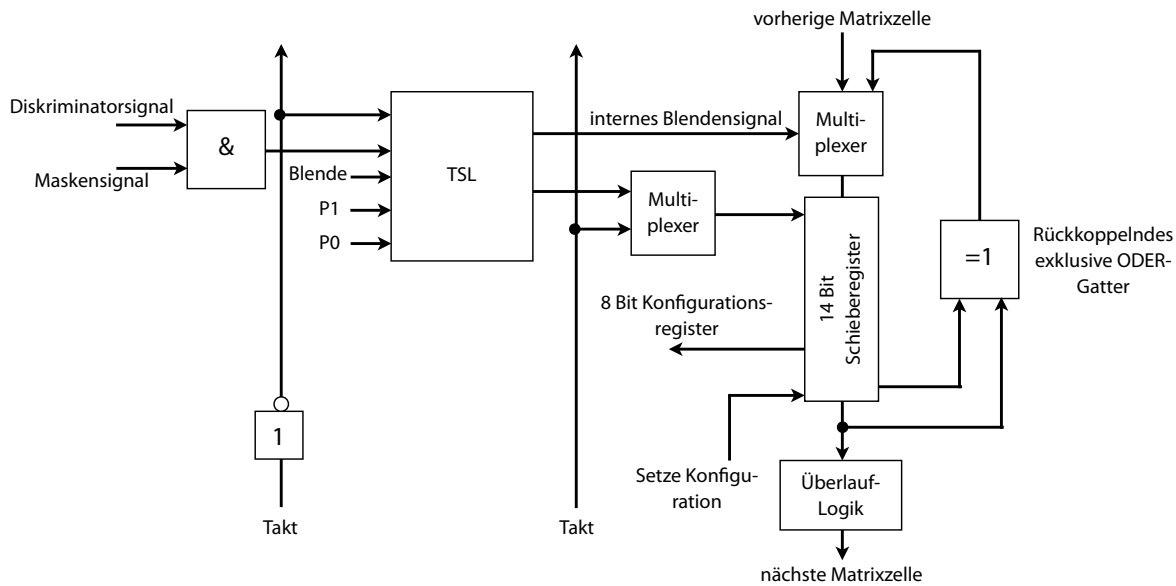 vorherige Matrixzelle
Diskriminatorsignal
&
Maskensignal
Blende
P1
P0
TSL
internes Blendensignal
Multi-
plexer
Multi-
plexer
14 Bit
Schieberegister
=1
Rückkoppelndes
exklusive ODER-
Gatter
8 Bit Konfigurations-
register
1
Setze Konfigu-
ration
Überlauf-
Logik
Takt
Takt
nächste Matrixzelle